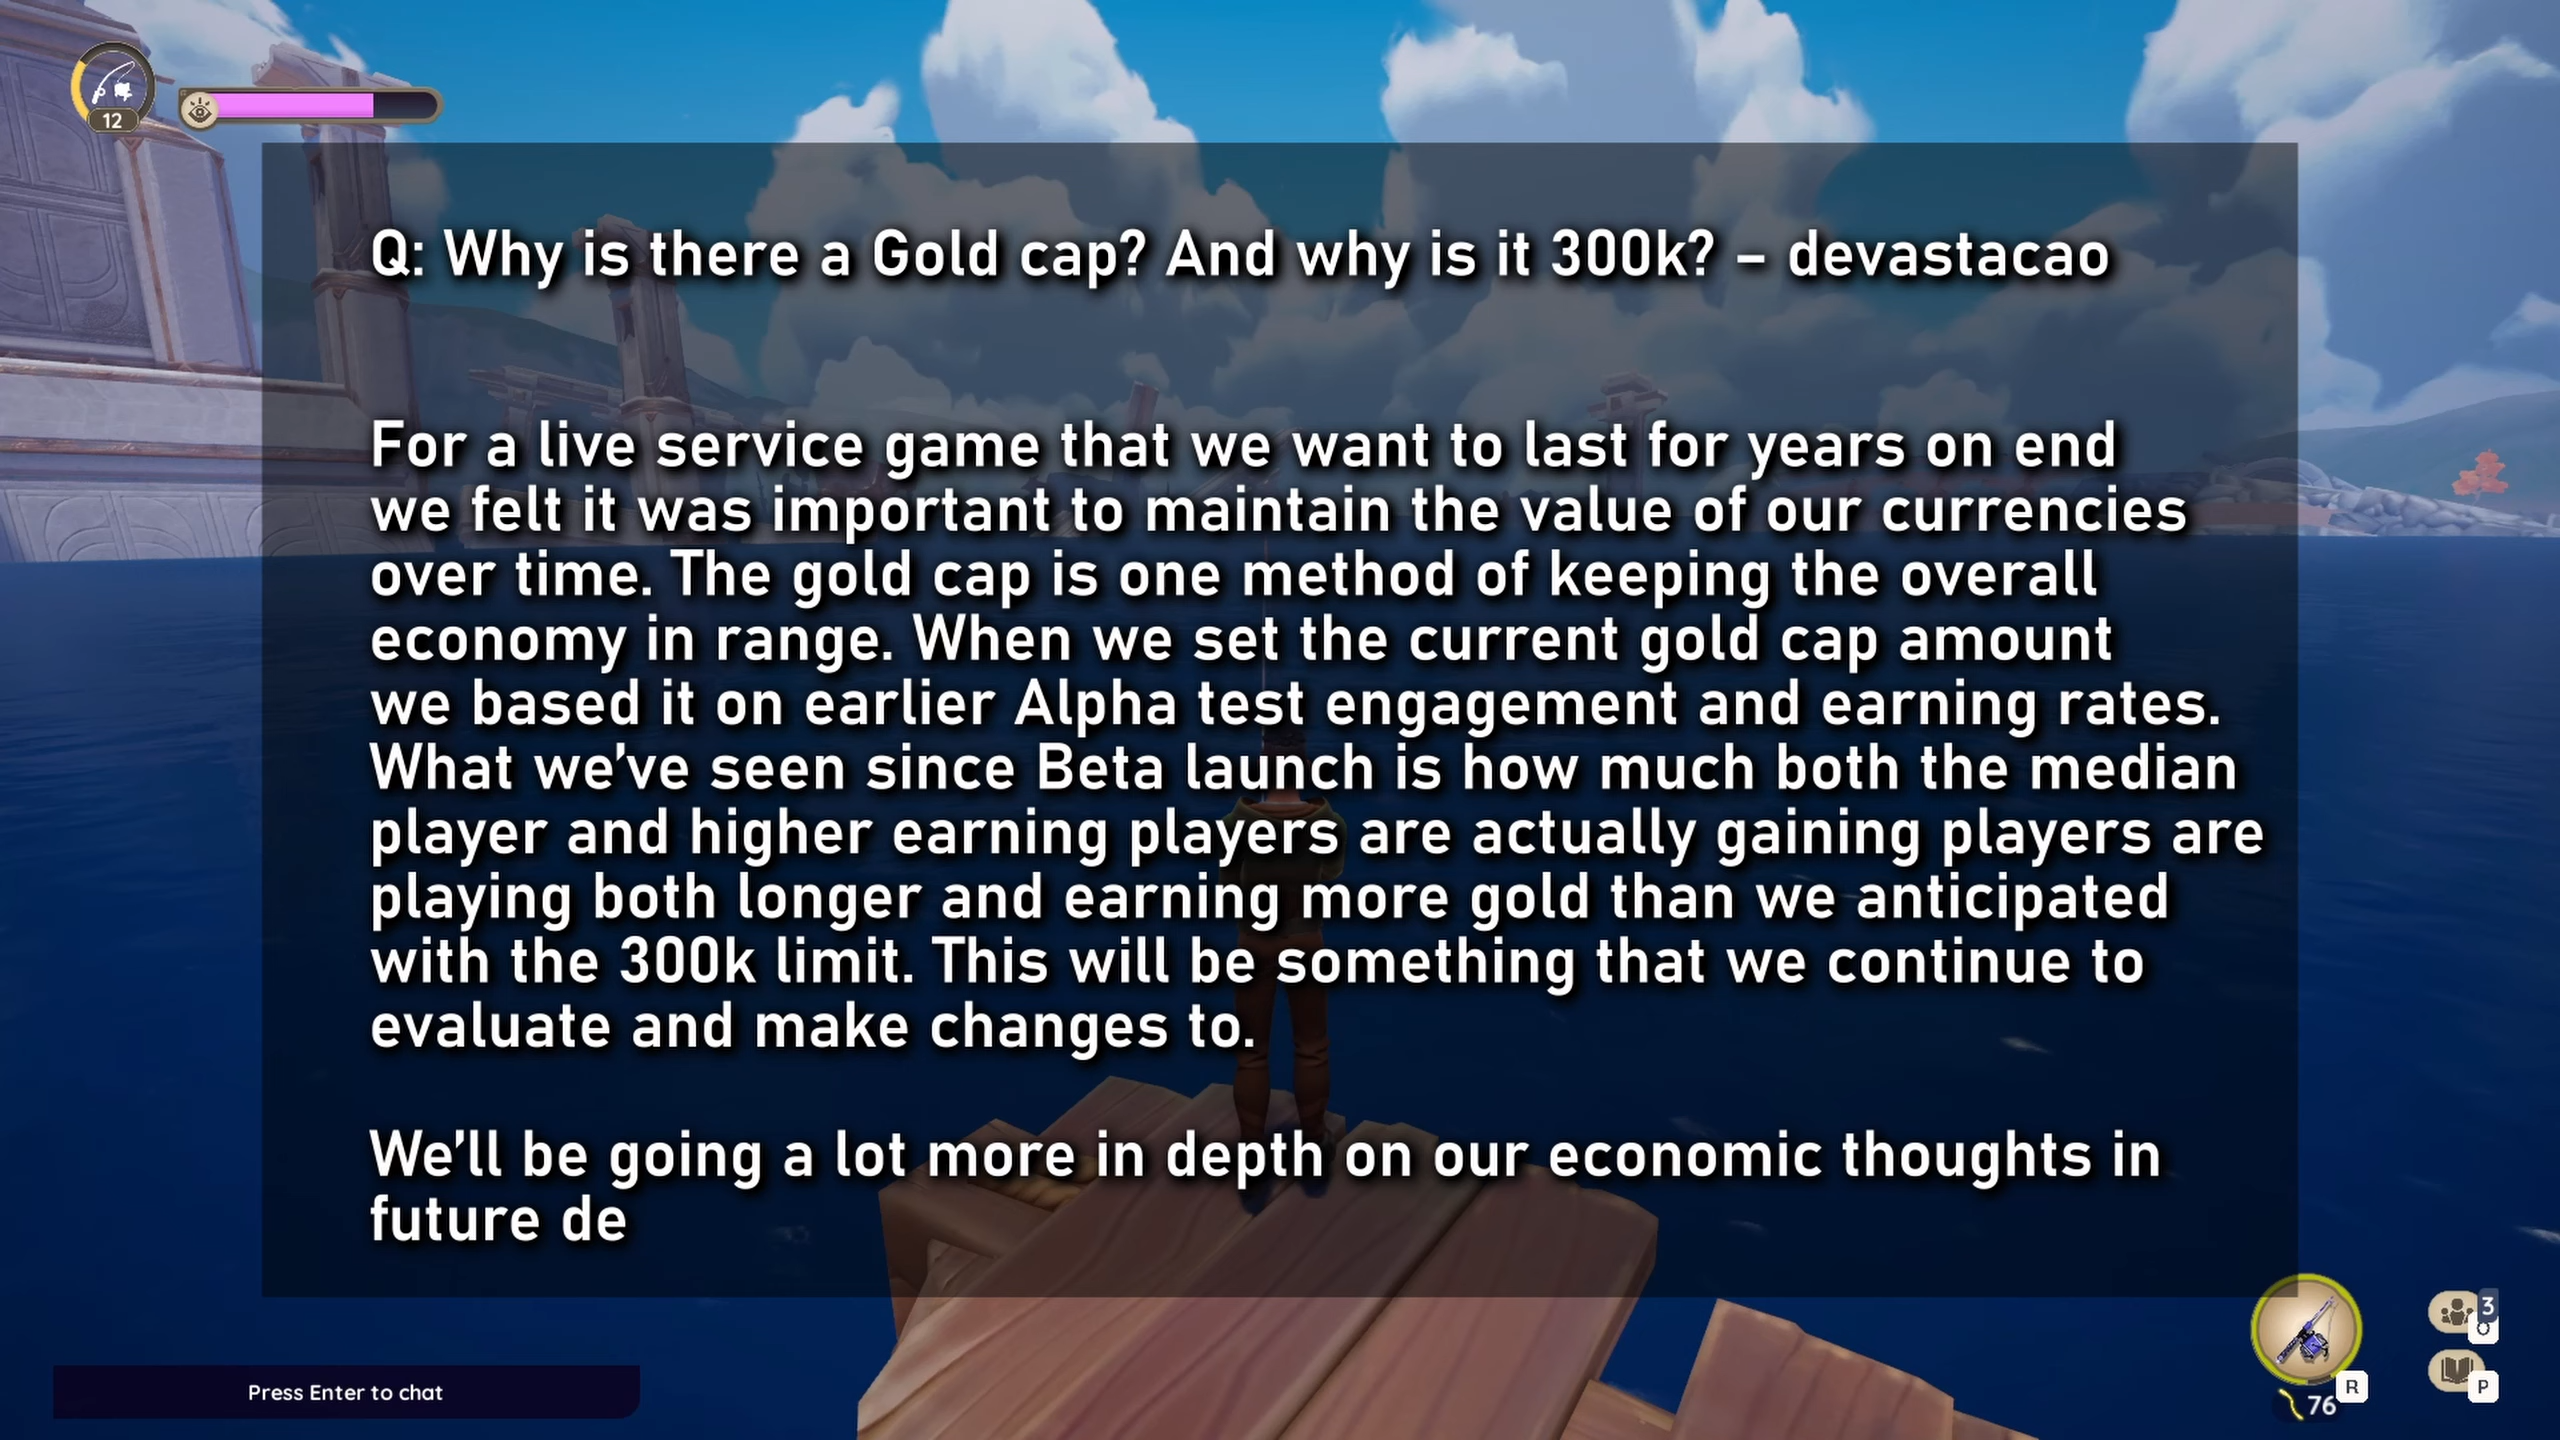 12
Q: Why is there a Gold cap? And why is it 300k? – devastacao
For a live service game that we want to last for years on end
we felt it was important to maintain the value of our currencies
over time. The gold cap is one method of keeping the overall
economy in range. When we set the current gold cap amount
we based it on earlier Alpha test engagement and earning rates.
What we've seen since Beta launch is how much both the median
player and higher earning players are actually gaining players are
playing both longer and earning more gold than we anticipated
with the 300k limit. This will be something that we continue to
evaluate and make changes to.
We'll be going a lot more in depth on our economic thoughts in
future de
3
O
R
P
76
Press Enter to chat